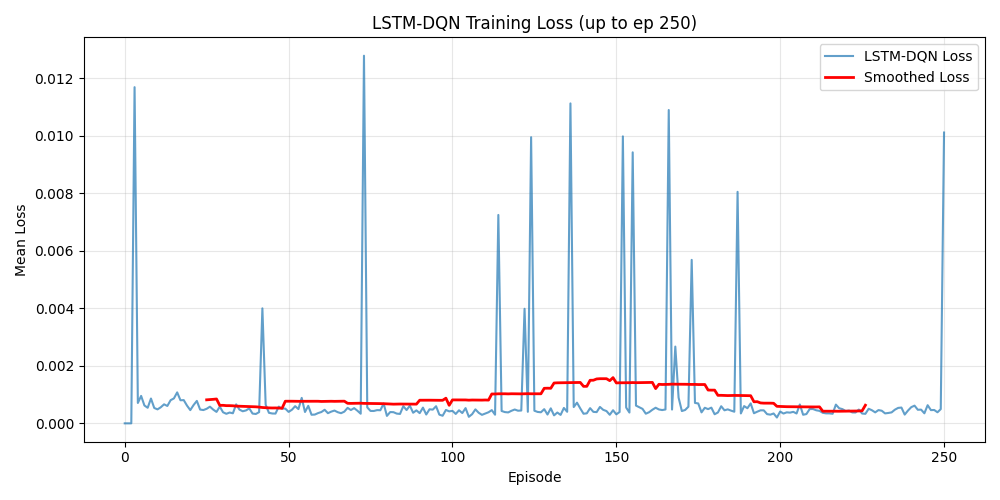 LSTM-DQN Training Loss (up to ep 250)
LSTM-DQN Loss
Smoothed Loss
Mean Loss
0.012
0.010
0.008
0.006
0.004
0.002
0.000
0
50
100
150
200
250
Episode